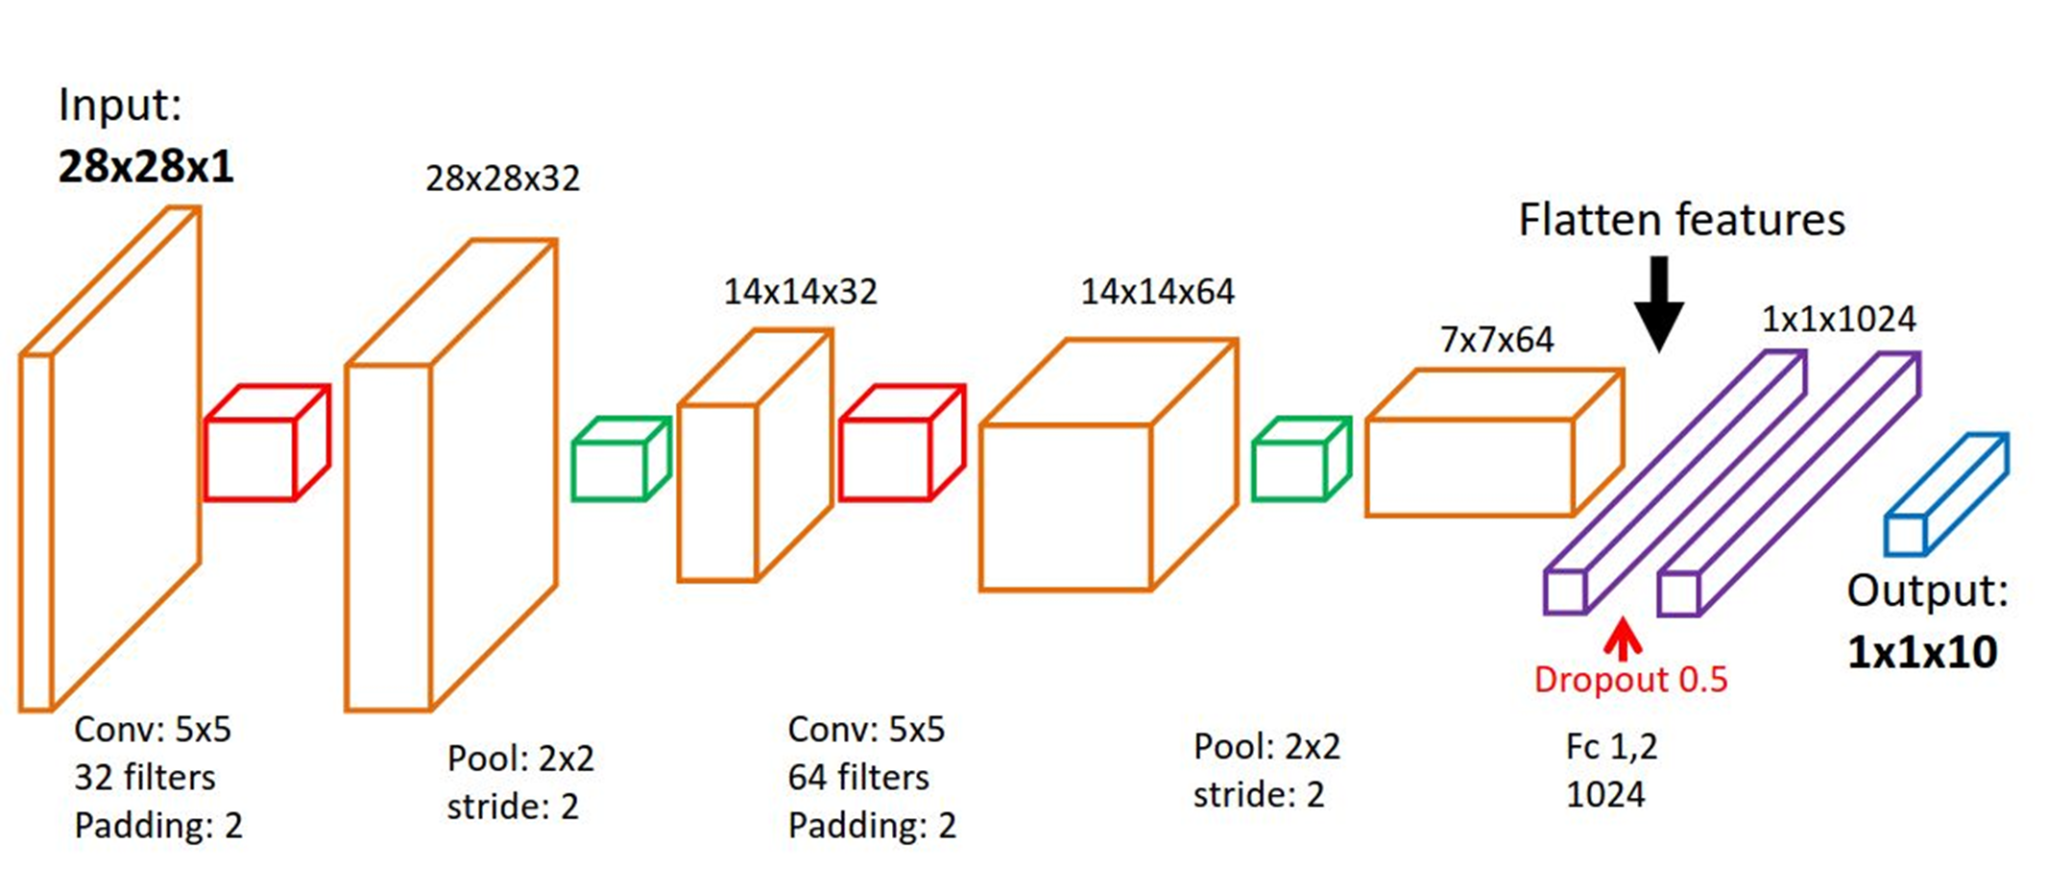 Input:
28x28x1
28x28x32
14x14x32
14x14x64
7x7x64
Flatten features
1x1x1024
Output:
1x1x10
Dropout 0.5
Conv: 5x5
32 filters
Padding: 2
Pool: 2x2
stride: 2
Conv: 5x5
64 filters
Padding: 2
Pool: 2x2
stride: 2
Fc 1,2
1024